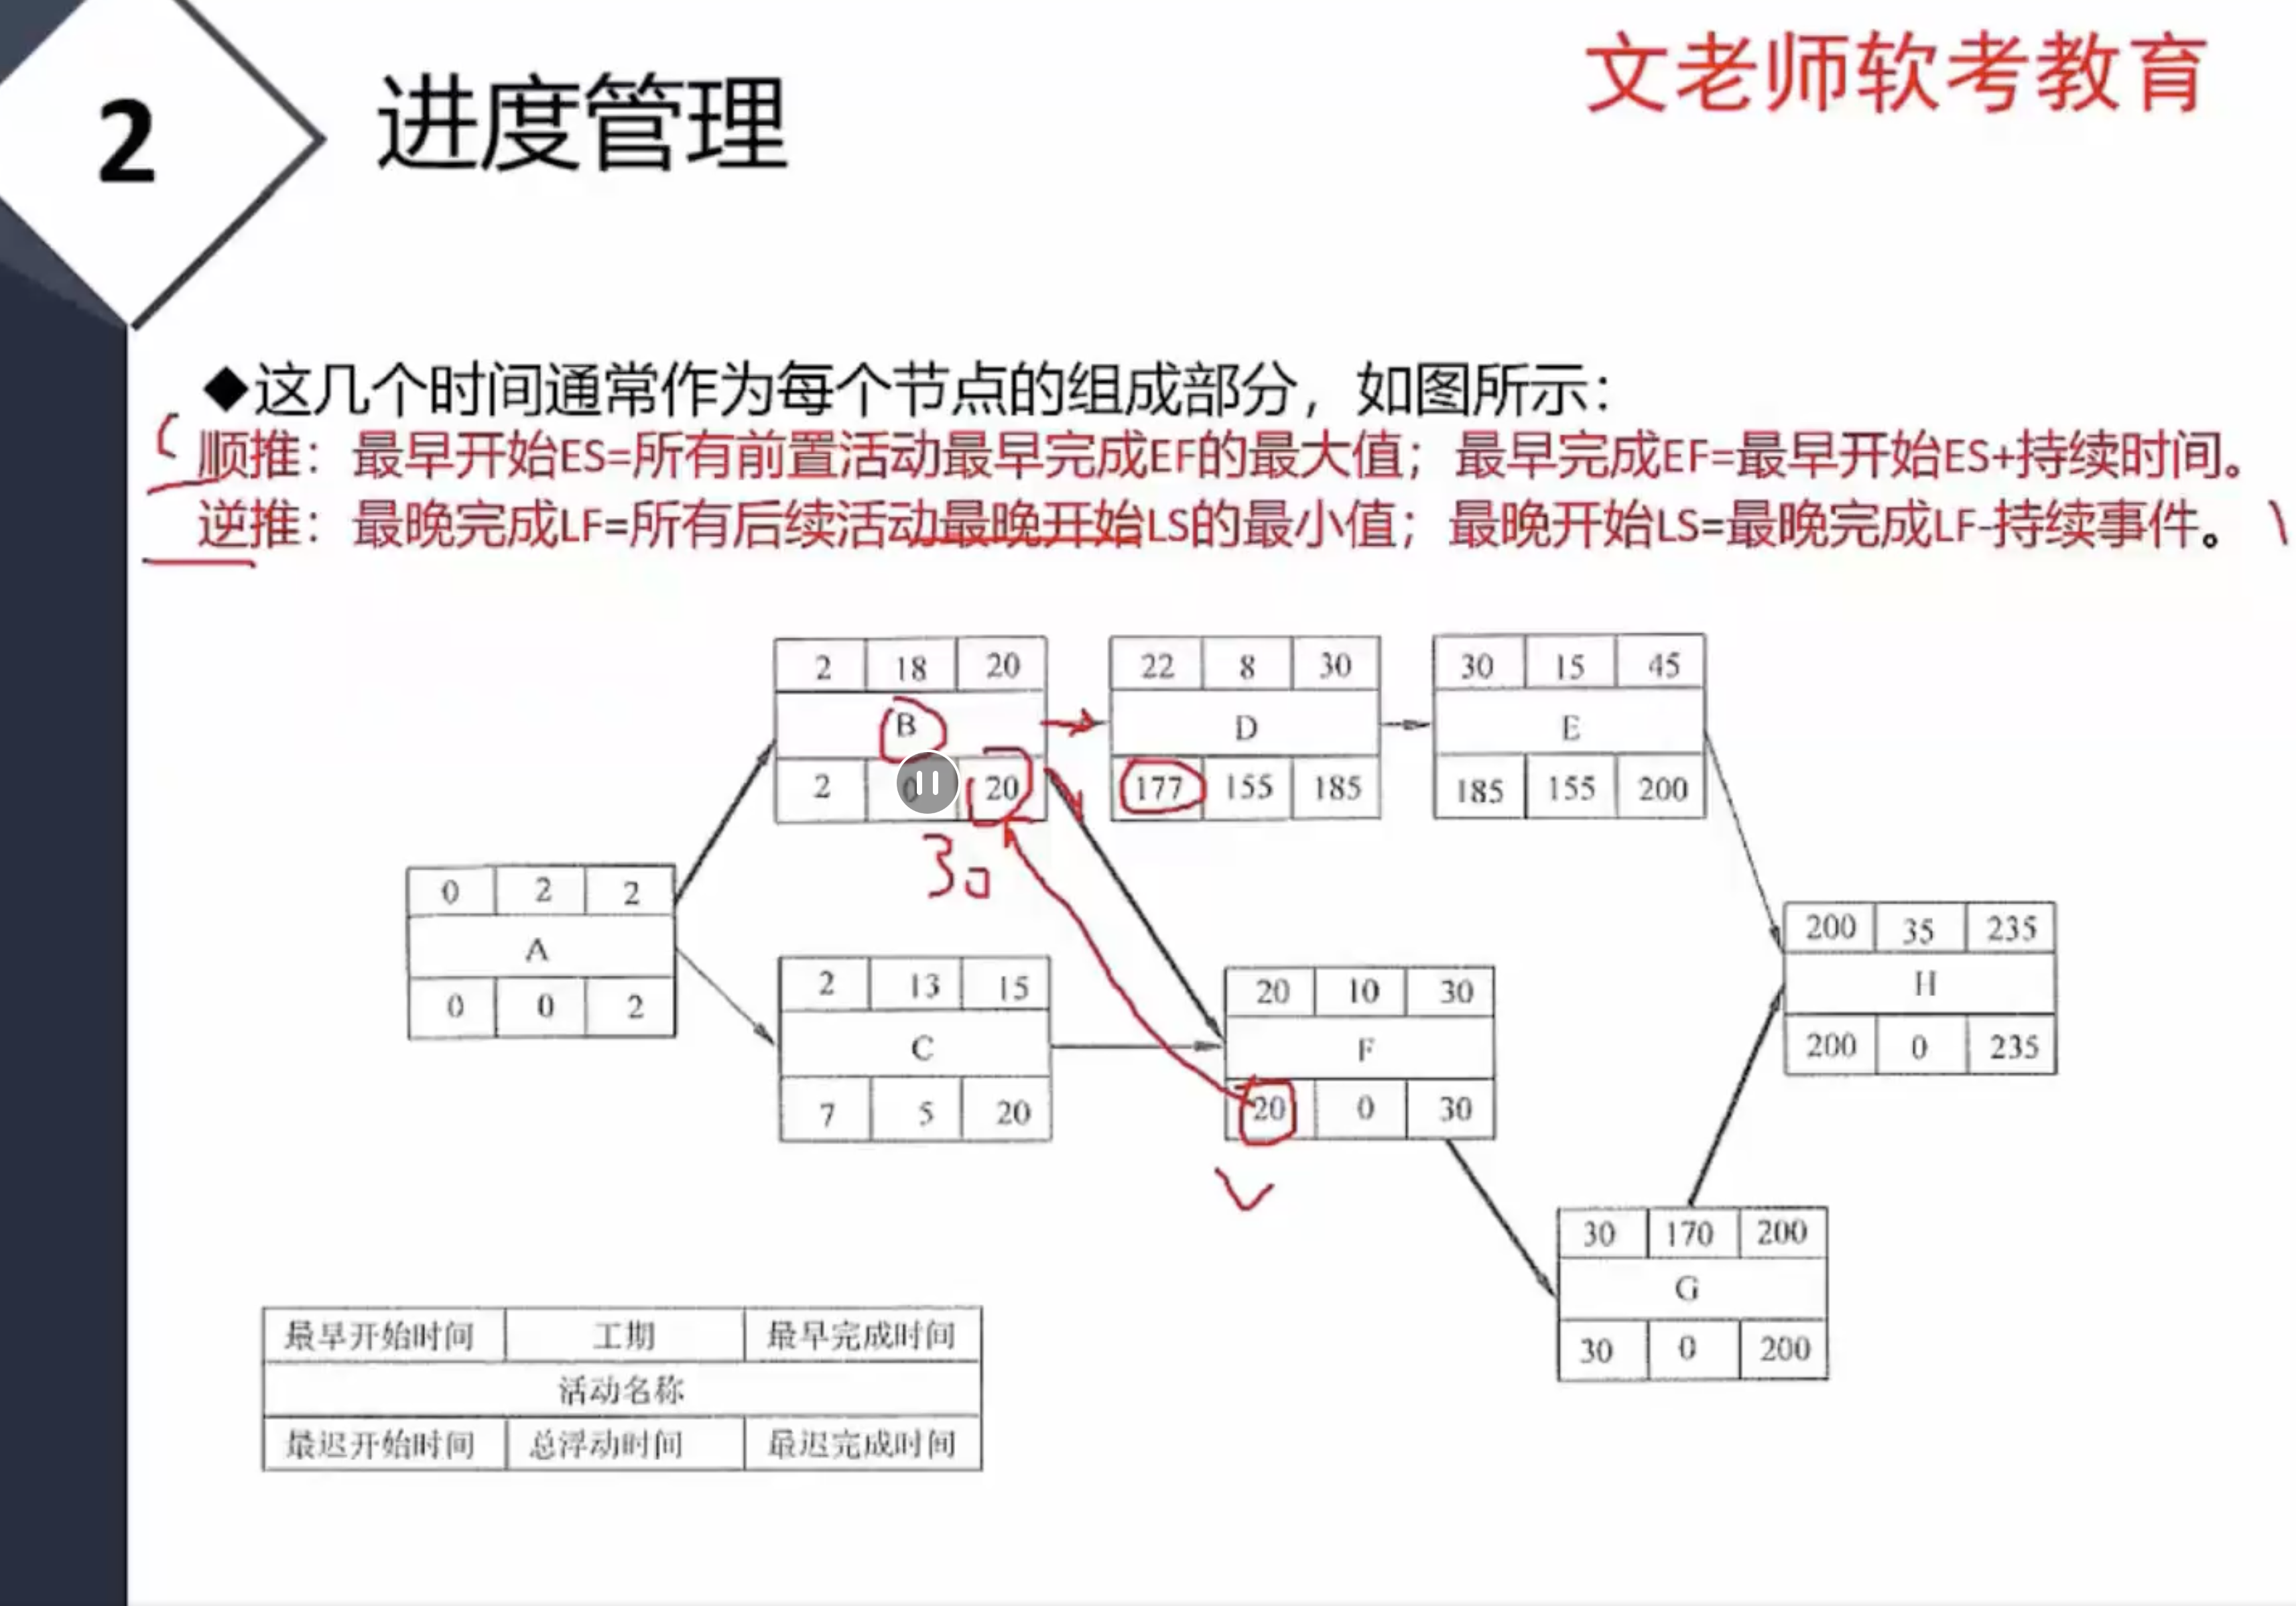 文老师软考教育
2 进度管理
◆这几个时间通常作为每个节点的组成部分，如图所示：
顺推：最早开始ES=所有前置活动最早完成EF的最大值；最早完成EF=最早开始ES+持续时间。
逆推：最晚完成LF=所有后续活动最晚开始LS的最小值；最晚开始LS=最晚完成LF-持续事件。
2 18 20
B
2 0 20
22 8 30
D
177 155 185
30 15 45
E
185 155 200
30
0 2 2
A
0 0 2
2 13 15
C
7 5 20
20 10 30
F
20 0 30
200 35 235
H
200 0 235
30 170 200
G
30 0 200
最早开始时间 工期 最早完成时间
活动名称
最迟开始时间 总浮动时间 最迟完成时间